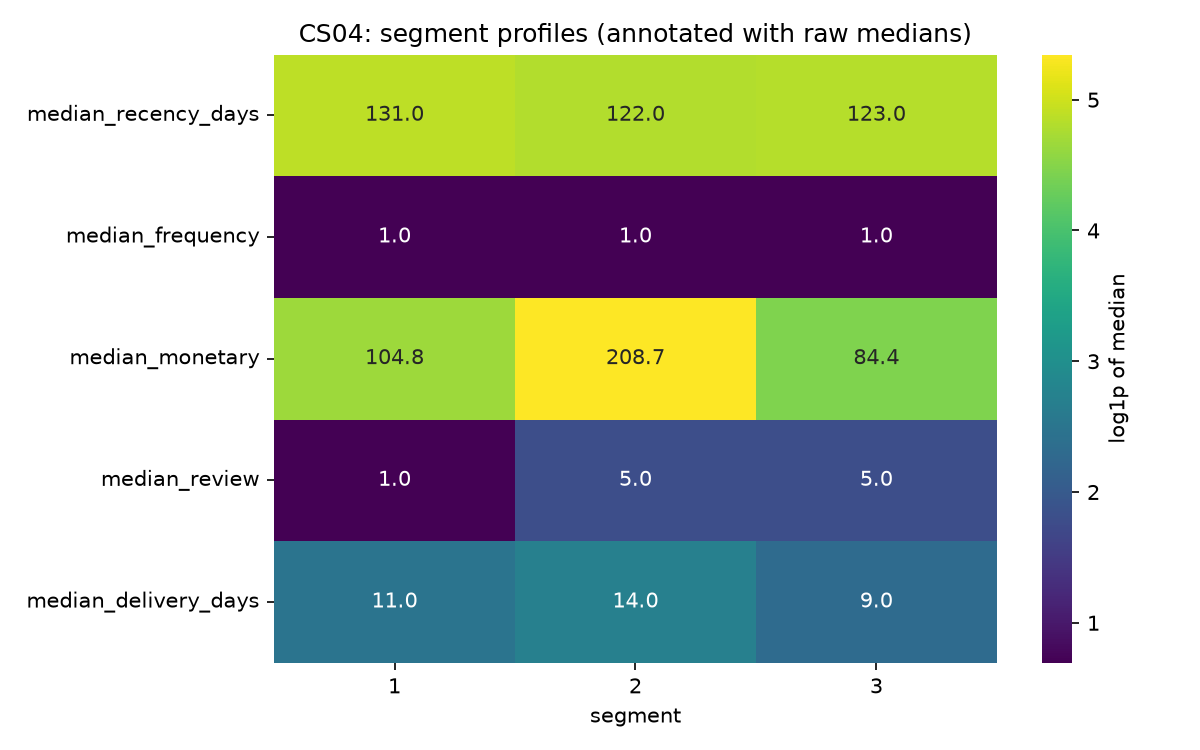 CS04: segment profiles (annotated with raw medians)
median_recency_days 131.0 122.0 123.0
median_frequency 1.0 1.0 1.0
median_monetary 104.8 208.7 84.4
median_review 1.0 5.0 5.0
median_delivery_days 11.0 14.0 9.0
1 2 3
segment
5
4
3
2
1
log1p of median